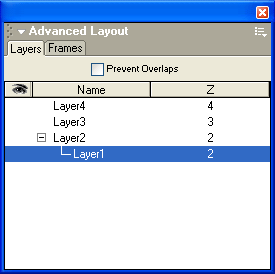 Advanced Layout
Layers Frames
Prevent Overlaps
Name Z
Layer4 4
Layer3 3
Layer2 2
Layer1 2